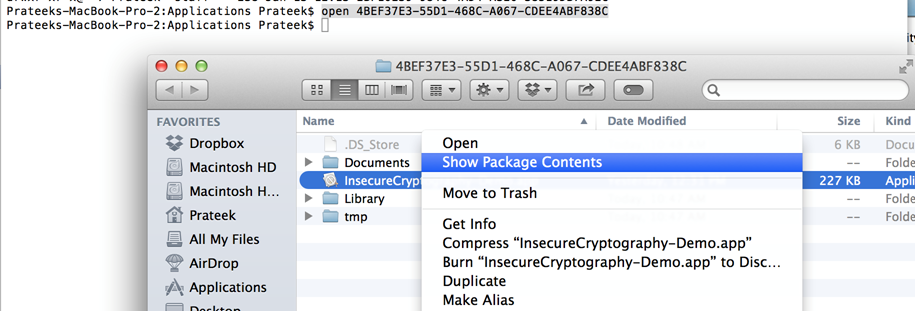 Prateeks-MacBook-Pro-2:Applications Prateek$ open 4BEF37E3-55D1-468C-A067-CDEE4ABF838C
Prateeks-MacBook-Pro-2:Applications Prateek$
4BEF37E3-55D1-468C-A067-CDEE4ABF838C
FAVORITES
Dropbox
Macintosh HD
Macintosh H...
Prateek
All My Files
AirDrop
Applications
Desktop
Name Date Modified Size Kind
.DS_Store 6 KB Docu
Documents -- Folde
InsecureCryp 227 KB Appli
Library -- Folde
tmp -- Folde
Open
Show Package Contents
Move to Trash
Get Info
Compress “InsecureCryptography-Demo.app”
Burn “InsecureCryptography-Demo.app” to Disc...
Duplicate
Make Alias